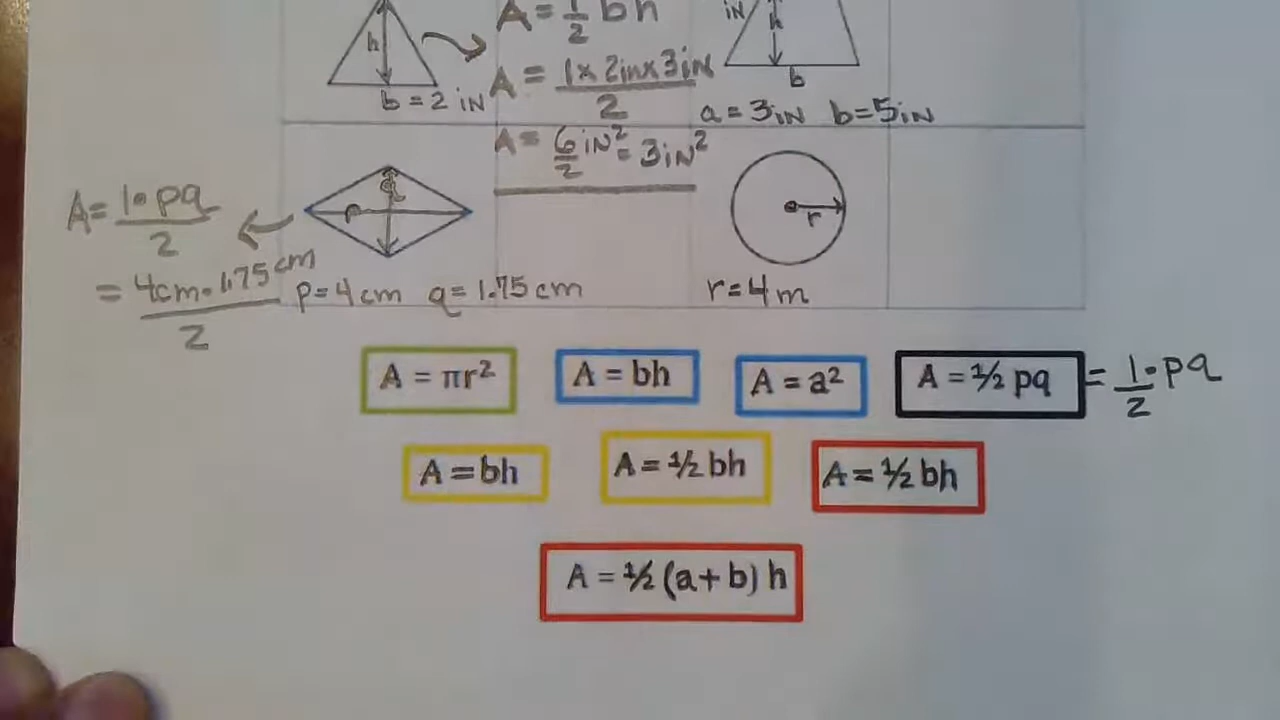 A = 1/2 bh
h
b = 2 iN
A = 1 x 2in x 3iN / 2
iN
h
b
a = 3iN b = 5iN
A = 6/2 iN² = 3iN²
A = 1·pq / 2
q
p
r
= 4cm · 1.75cm / 2
p = 4 cm q = 1.75 cm
r = 4 m
A = πr²
A = bh
A = a²
A = ½ pq
= 1/2 · pq
A = bh
A = ½ bh
A = ½ bh
A = ½ (a + b) h